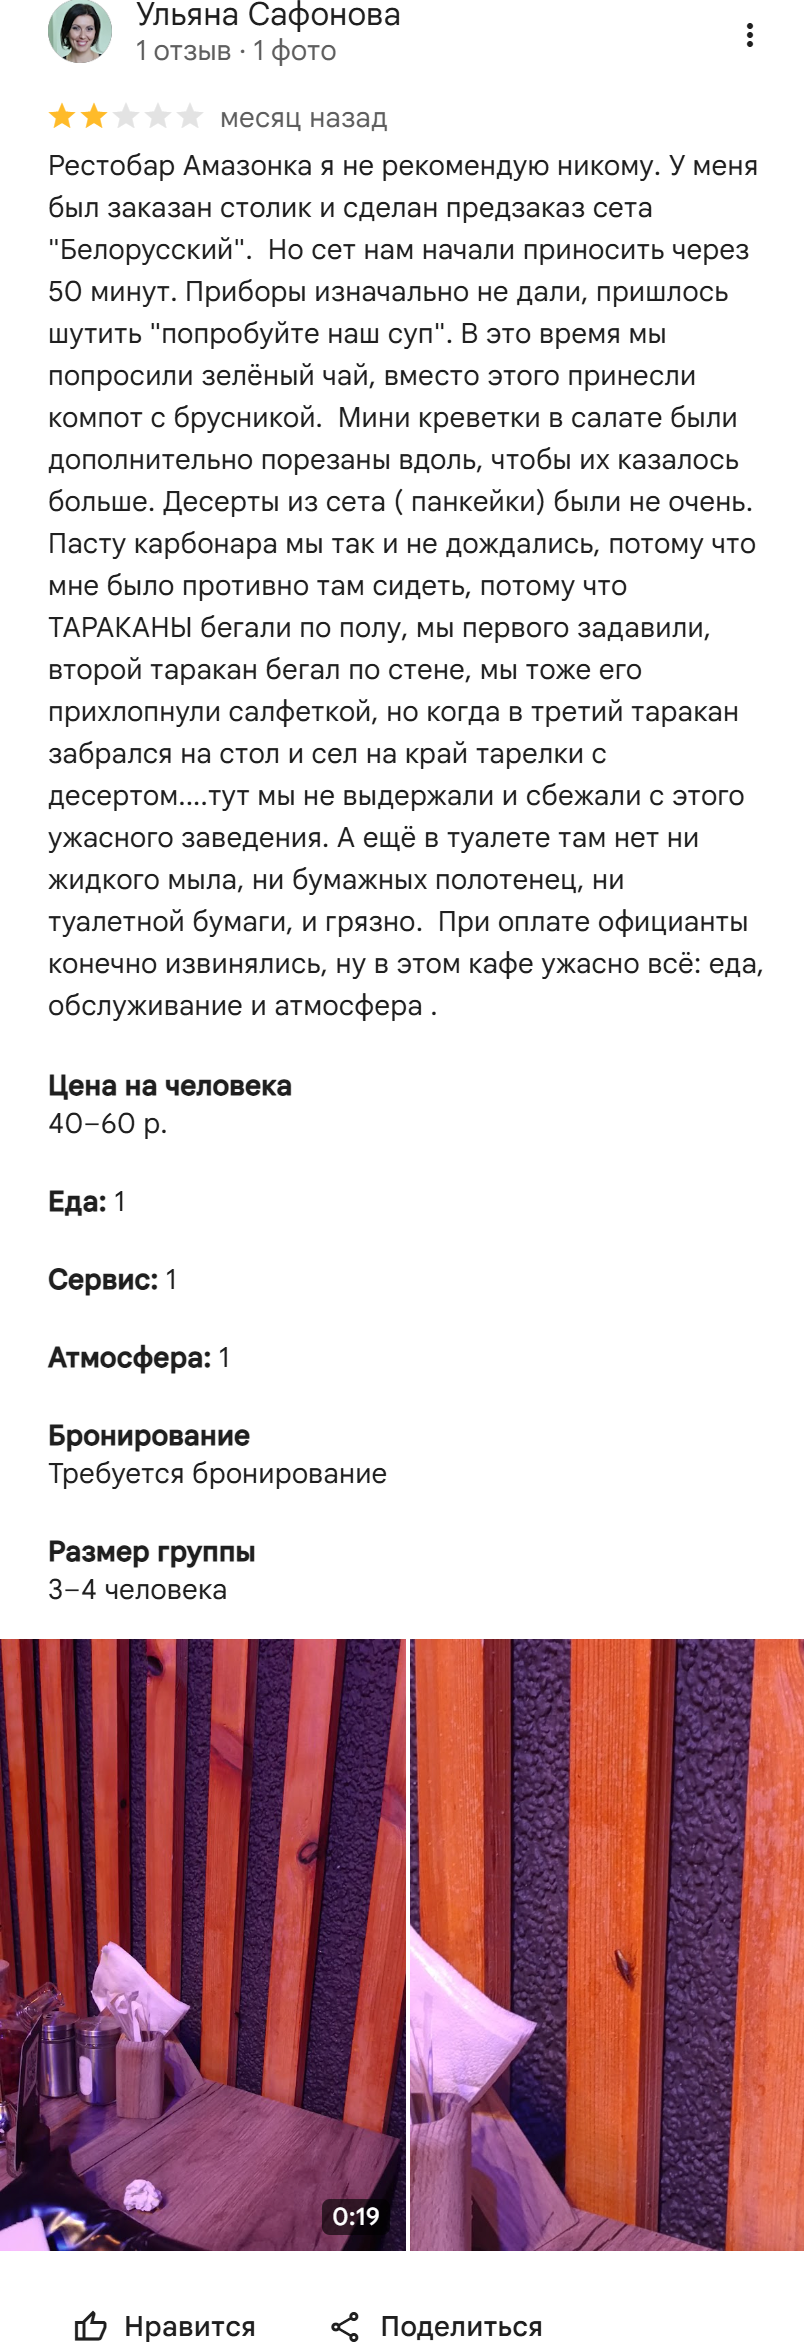 Ульяна Сафонова
1 отзыв · 1 фото
месяц назад
Рестобар Амазонка я не рекомендую никому. У меня
был заказан столик и сделан предзаказ сета
"Белорусский".  Но сет нам начали приносить через
50 минут. Приборы изначально не дали, пришлось
шутить "попробуйте наш суп". В это время мы
попросили зелёный чай, вместо этого принесли
компот с брусникой.  Мини креветки в салате были
дополнительно порезаны вдоль, чтобы их казалось
больше. Десерты из сета ( панкейки) были не очень.
Пасту карбонара мы так и не дождались, потому что
мне было противно там сидеть, потому что
ТАРАКАНЫ бегали по полу, мы первого задавили,
второй таракан бегал по стене, мы тоже его
прихлопнули салфеткой, но когда в третий таракан
забрался на стол и сел на край тарелки с
десертом....тут мы не выдержали и сбежали с этого
ужасного заведения. А ещё в туалете там нет ни
жидкого мыла, ни бумажных полотенец, ни
туалетной бумаги, и грязно.  При оплате официанты
конечно извинялись, ну в этом кафе ужасно всё: еда,
обслуживание и атмосфера .
Цена на человека
40–60 р.
Еда: 1
Сервис: 1
Атмосфера: 1
Бронирование
Требуется бронирование
Размер группы
3–4 человека
0:19
Нравится
Поделиться